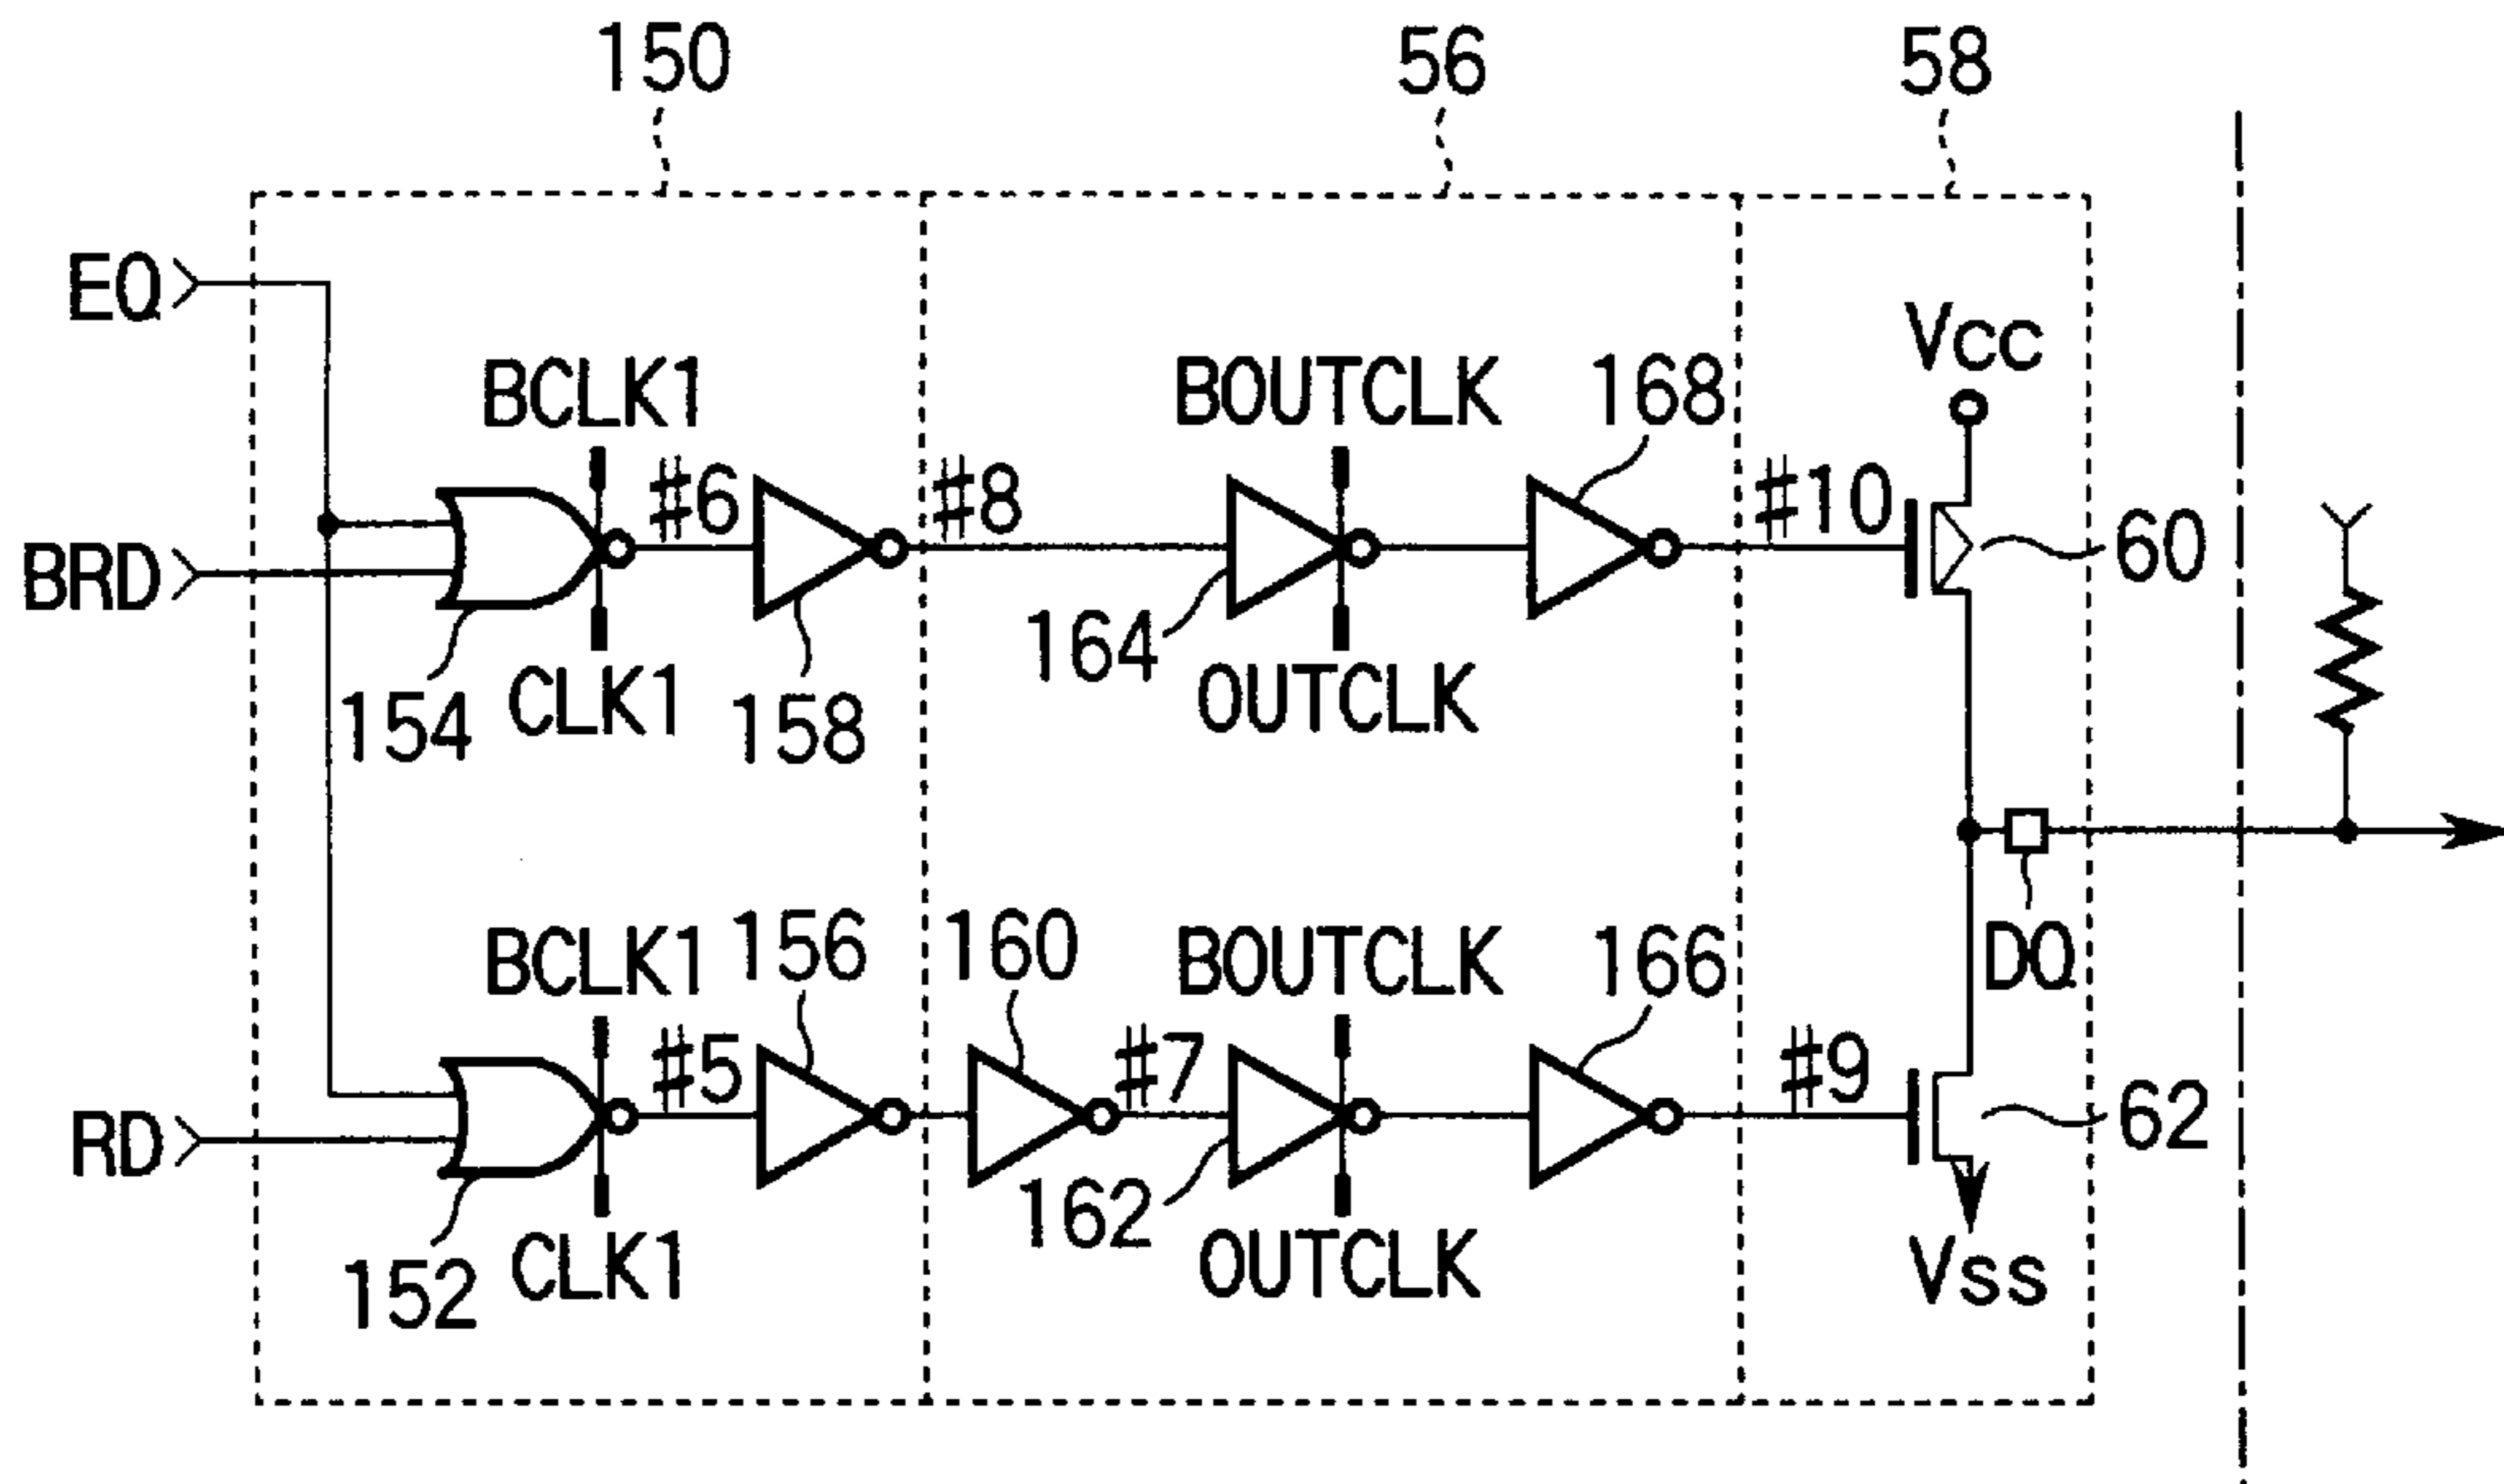 150 56 58
EQ
VCC
BCLK1 BOUTCLK 168
#6 #8 #10
BRD 60
164
154 CLK1 158 OUTCLK
BCLK1 156 160 BOUTCLK 166 DQ
#5 #7 #9
RD 62
162
152 CLK1 OUTCLK VSS